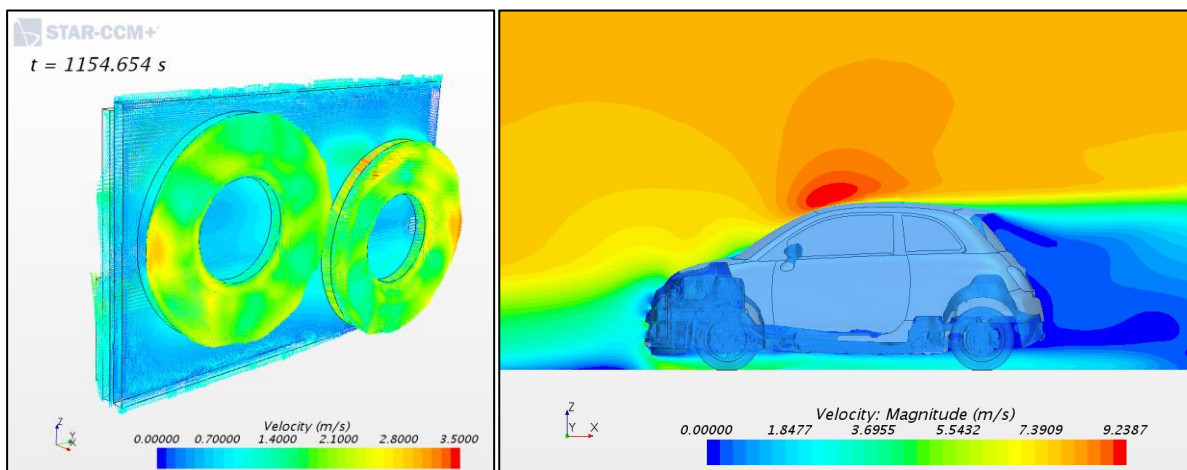 STAR-CCM+
t = 1154.654 s
Z
Y
X
Velocity (m/s)
0.00000 0.70000 1.4000 2.1000 2.8000 3.5000
Z
Y X
Velocity: Magnitude (m/s)
0.00000 1.8477 3.6955 5.5432 7.3909 9.2387